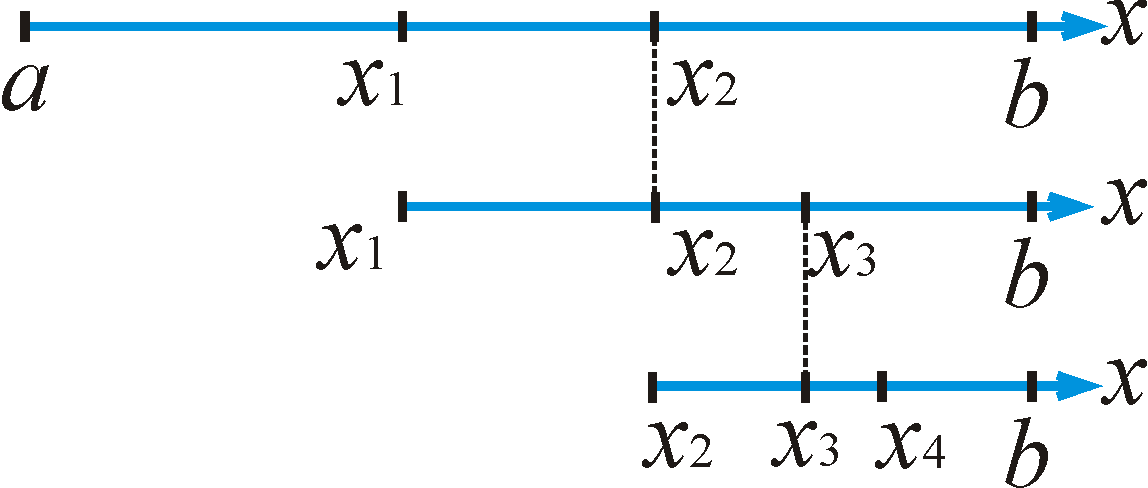 x
a x₁ x₂ b
x
x₁ x₂ x₃ b
x
x₂ x₃ x₄ b